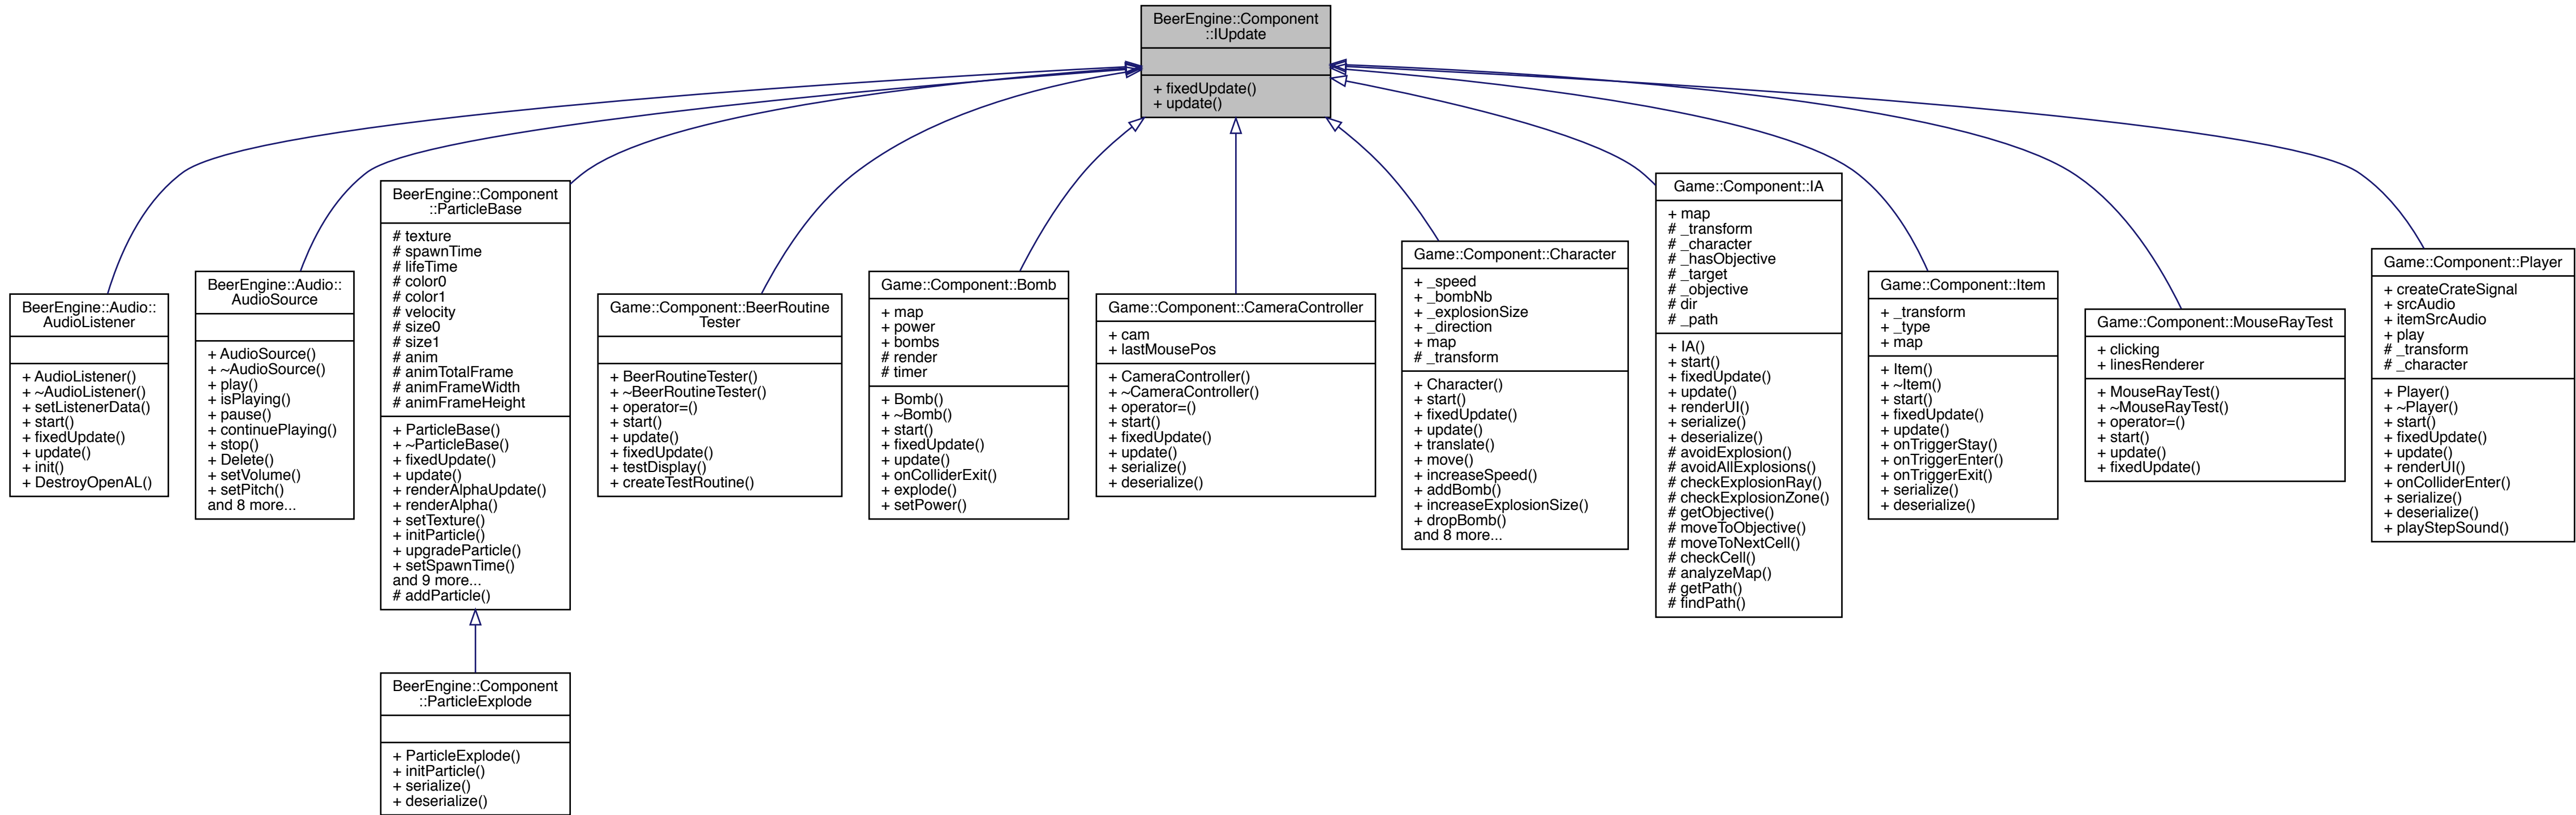 BeerEngine::Component
::IUpdate
+ fixedUpdate()
+ update()
BeerEngine::Audio::
AudioListener
+ AudioListener()
+ ~AudioListener()
+ setListenerData()
+ start()
+ fixedUpdate()
+ update()
+ init()
+ DestroyOpenAL()
BeerEngine::Audio::
AudioSource
+ AudioSource()
+ ~AudioSource()
+ play()
+ isPlaying()
+ pause()
+ continuePlaying()
+ stop()
+ Delete()
+ setVolume()
+ setPitch()
and 8 more...
BeerEngine::Component
::ParticleBase
# texture
# spawnTime
# lifeTime
# color0
# color1
# velocity
# size0
# size1
# anim
# animTotalFrame
# animFrameWidth
# animFrameHeight
+ ParticleBase()
+ ~ParticleBase()
+ fixedUpdate()
+ update()
+ renderAlphaUpdate()
+ renderAlpha()
+ setTexture()
+ initParticle()
+ upgradeParticle()
+ setSpawnTime()
and 9 more...
# addParticle()
BeerEngine::Component
::ParticleExplode
+ ParticleExplode()
+ initParticle()
+ serialize()
+ deserialize()
Game::Component::BeerRoutine
Tester
+ BeerRoutineTester()
+ ~BeerRoutineTester()
+ operator=()
+ start()
+ update()
+ fixedUpdate()
+ testDisplay()
+ createTestRoutine()
Game::Component::Bomb
+ map
+ power
+ bombs
# render
# timer
+ Bomb()
+ ~Bomb()
+ start()
+ fixedUpdate()
+ update()
+ onColliderExit()
+ explode()
+ setPower()
Game::Component::CameraController
+ cam
+ lastMousePos
+ CameraController()
+ ~CameraController()
+ operator=()
+ start()
+ fixedUpdate()
+ update()
+ serialize()
+ deserialize()
Game::Component::Character
+ _speed
+ _bombNb
+ _explosionSize
+ _direction
+ map
# _transform
+ Character()
+ start()
+ fixedUpdate()
+ update()
+ translate()
+ move()
+ increaseSpeed()
+ addBomb()
+ increaseExplosionSize()
+ dropBomb()
and 8 more...
Game::Component::IA
+ map
# _transform
# _character
# _hasObjective
# _target
# _objective
# dir
# _path
+ IA()
+ start()
+ fixedUpdate()
+ update()
+ renderUI()
+ serialize()
+ deserialize()
# avoidExplosion()
# avoidAllExplosions()
# checkExplosionRay()
# checkExplosionZone()
# getObjective()
# moveToObjective()
# moveToNextCell()
# checkCell()
# analyzeMap()
# getPath()
# findPath()
Game::Component::Item
+ _transform
+ _type
+ map
+ Item()
+ ~Item()
+ start()
+ fixedUpdate()
+ update()
+ onTriggerStay()
+ onTriggerEnter()
+ onTriggerExit()
+ serialize()
+ deserialize()
Game::Component::MouseRayTest
+ clicking
+ linesRenderer
+ MouseRayTest()
+ ~MouseRayTest()
+ operator=()
+ start()
+ update()
+ fixedUpdate()
Game::Component::Player
+ createCrateSignal
+ srcAudio
+ itemSrcAudio
+ play
# _transform
# _character
+ Player()
+ ~Player()
+ start()
+ fixedUpdate()
+ update()
+ renderUI()
+ onColliderEnter()
+ serialize()
+ deserialize()
+ playStepSound()